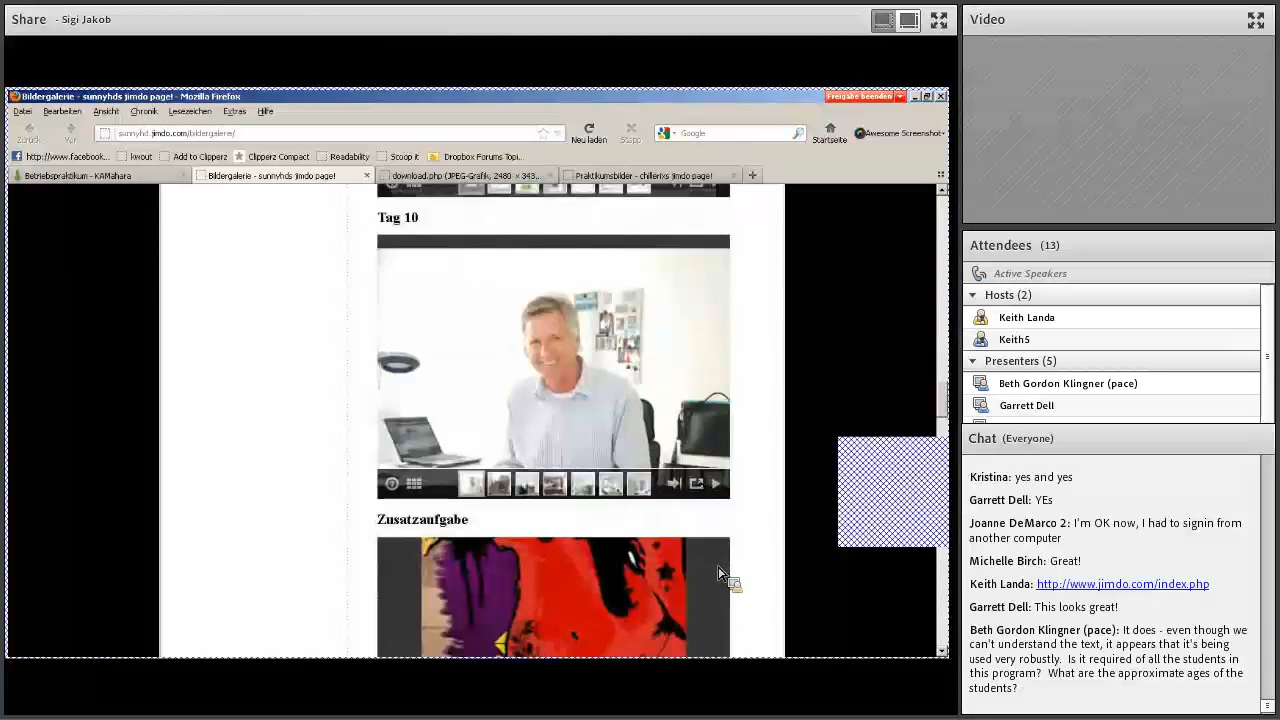 Share - Sigi Jakob
Video
Bildergalerie - sunnyhds jimdo page! - Mozilla Firefox
Freigabe beenden
Datei Bearbeiten Ansicht Chronik Lesezeichen Extras Hilfe
sunnyhd.jimdo.com/bildergalerie/
Google
Zurück Vor Neu laden Stopp Startseite Awesome Screenshot
http://www.facebook... kwout Add to Clipperz Clipperz Compact Readability Scoop it Dropbox Forums Topi...
Betriebspraktikum - KAMahara Bildergalerie - sunnyhds jimdo page! download.php (JPEG-Grafik, 2480 × 343... Praktikumsbilder - chillerixs jimdo page!
Tag 10
Zusatzaufgabe
Attendees (13)
Active Speakers
Hosts (2)
Keith Landa
Keith5
Presenters (5)
Beth Gordon Klingner (pace)
Garrett Dell
Chat (Everyone)
Kristina: yes and yes
Garrett Dell: YEs
Joanne DeMarco 2: I'm OK now, I had to signin from
another computer
Michelle Birch: Great!
Keith Landa: http://www.jimdo.com/index.php
Garrett Dell: This looks great!
Beth Gordon Klingner (pace): It does - even though we
can't understand the text, it appears that it's being
used very robustly. Is it required of all the students in
this program? What are the approximate ages of the
students?